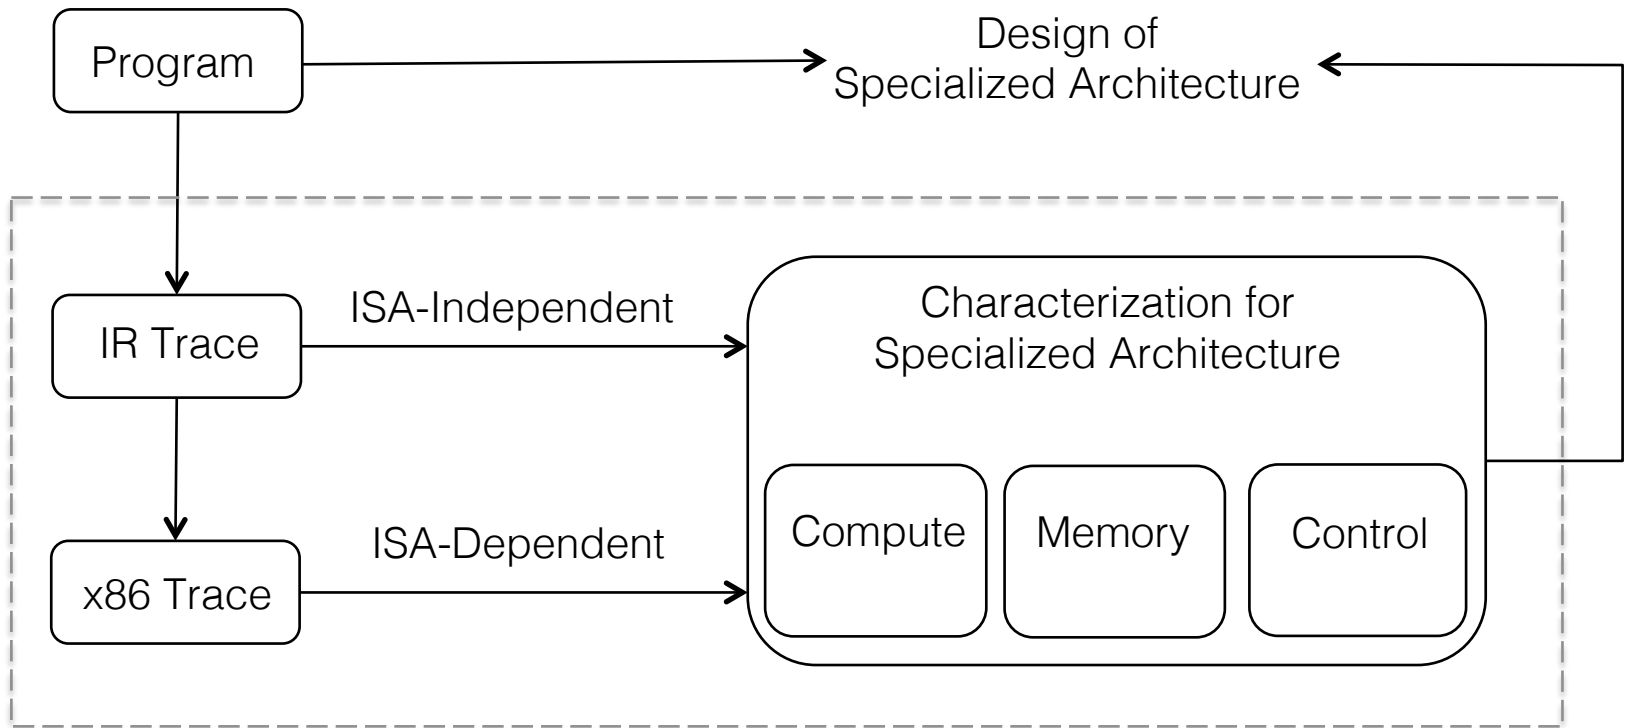 Program
Design of
Specialized Architecture
ISA-Independent
IR Trace
Characterization for
Specialized Architecture
ISA-Dependent
x86 Trace
Compute
Memory
Control